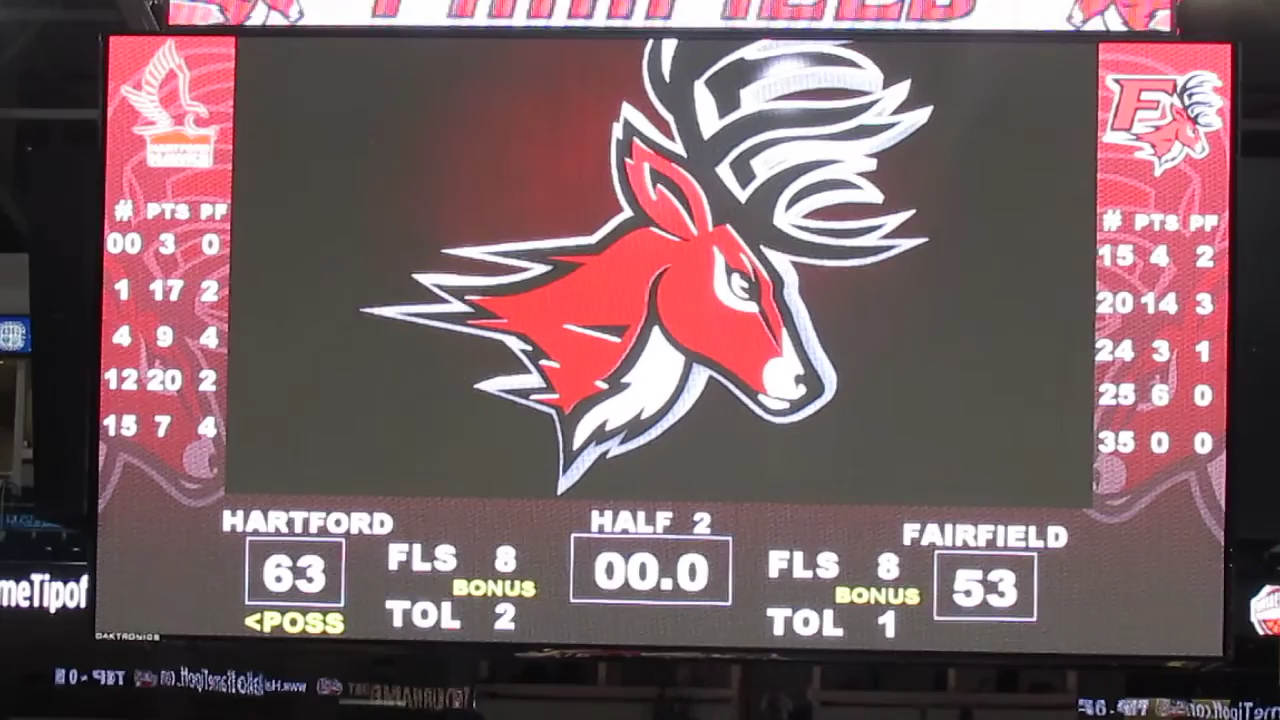 FAIRFIELD
# PTS PF
00 3 0
1 17 2
4 9 4
12 20 2
15 7 4
F
# PTS PF
15 4 2
20 14 3
24 3 1
25 6 0
35 0 0
HARTFORD
63
<POSS
FLS 8
BONUS
TOL 2
HALF 2
00.0
FLS 8
BONUS
TOL 1
FAIRFIELD
53
meTipof
DAKTRONICS